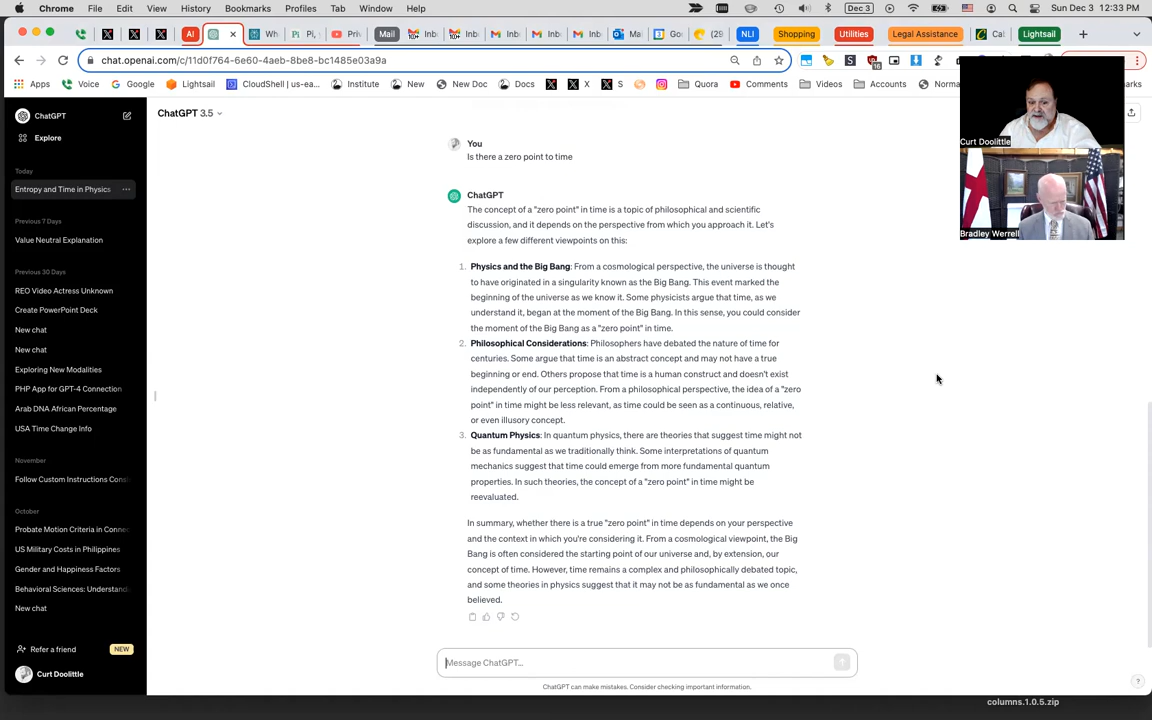 Chrome File Edit View History Bookmarks Profiles Tab Window Help Dec 3 Sun Dec 3 12:33 PM
AI × Wh Pi, Priv Mail 10+ Inb 10+ Inb Inb Inb Inb Ma Go (29 NLI Shopping Utilities Legal Assistance Cal Lightsail
chat.openai.com/c/11d0f764-6e60-4aeb-8be8-bc1485e03a9a
Apps Voice Google Lightsail CloudShell | us-ea... Institute New New Doc Docs X S Quora Comments Videos Accounts Norma
ChatGPT
Explore
Today
Entropy and Time in Physics
Previous 7 Days
Value Neutral Explanation
Previous 30 Days
REO Video Actress Unknown
Create PowerPoint Deck
New chat
New chat
Exploring New Modalities
PHP App for GPT-4 Connection
Arab DNA African Percentage
USA Time Change Info
November
Follow Custom Instructions Consi
October
Probate Motion Criteria in Connec
US Military Costs in Philippines
Gender and Happiness Factors
Behavioral Sciences: Understand
New chat
Refer a friend NEW
Curt Doolittle
ChatGPT 3.5
You
Is there a zero point to time
ChatGPT
The concept of a "zero point" in time is a topic of philosophical and scientific
discussion, and it depends on the perspective from which you approach it. Let's
explore a few different viewpoints on this:
1. Physics and the Big Bang: From a cosmological perspective, the universe is thought
to have originated in a singularity known as the Big Bang. This event marked the
beginning of the universe as we know it. Some physicists argue that time, as we
understand it, began at the moment of the Big Bang. In this sense, you could consider
the moment of the Big Bang as a "zero point" in time.
2. Philosophical Considerations: Philosophers have debated the nature of time for
centuries. Some argue that time is an abstract concept and may not have a true
beginning or end. Others propose that time is a human construct and doesn't exist
independently of our perception. From a philosophical perspective, the idea of a "zero
point" in time might be less relevant, as time could be seen as a continuous, relative,
or even illusory concept.
3. Quantum Physics: In quantum physics, there are theories that suggest time might not
be as fundamental as we traditionally think. Some interpretations of quantum
mechanics suggest that time could emerge from more fundamental quantum
properties. In such theories, the concept of a "zero point" in time might be
reevaluated.
In summary, whether there is a true "zero point" in time depends on your perspective
and the context in which you're considering it. From a cosmological viewpoint, the Big
Bang is often considered the starting point of our universe and, by extension, our
concept of time. However, time remains a complex and philosophically debated topic,
and some theories in physics suggest that it may not be as fundamental as we once
believed.
Message ChatGPT...
ChatGPT can make mistakes. Consider checking important information.
?
Curt Doolittle
Bradley Werrell
columns.1.0.5.zip